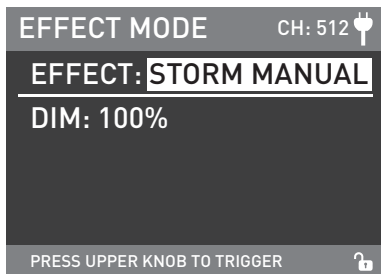 EFFECT MODE CH: 512
EFFECT: STORM MANUAL
DIM: 100%
PRESS UPPER KNOB TO TRIGGER